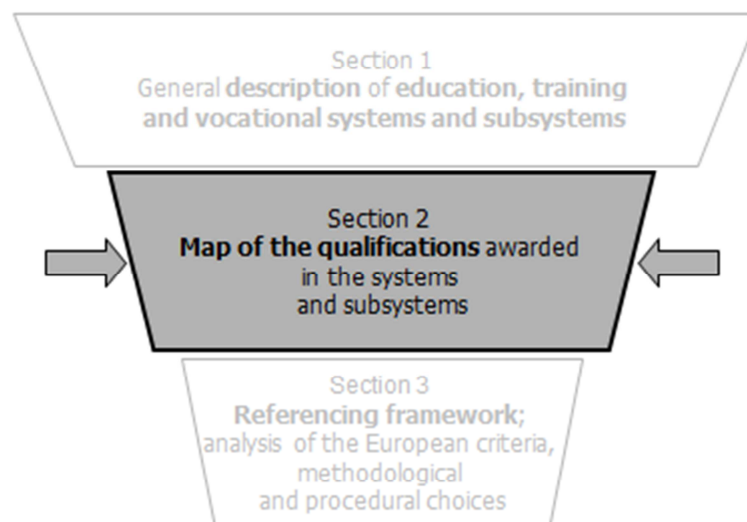 Section 1
General description of education, training
and vocational systems and subsystems
Section 2
Map of the qualifications awarded
in the systems
and subsystems
Section 3
Referencing framework;
analysis of the European criteria,
methodological
and procedural choices